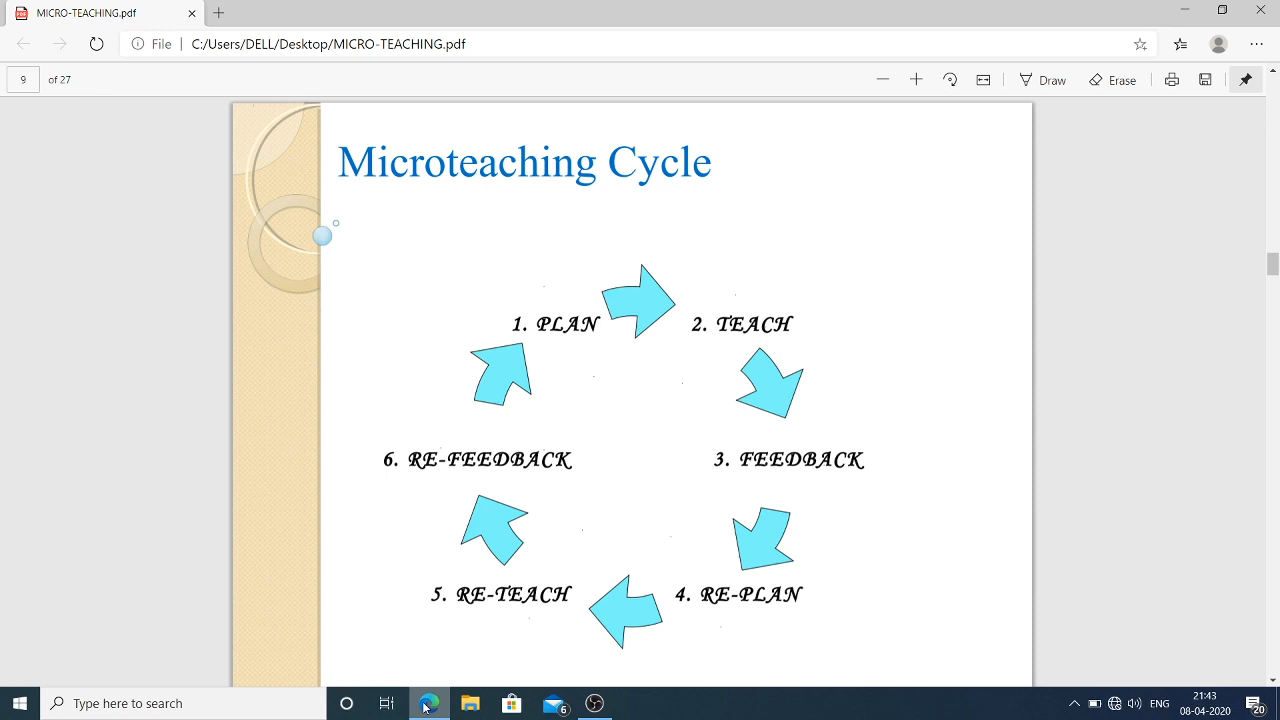 MICRO-TEACHING.pdf
File
C:/Users/DELL/Desktop/MICRO-TEACHING.pdf
9 of 27
Draw
Erase
Microteaching Cycle
1. PLAN
2. TEACH
6. RE-FEEDBACK
3. FEEDBACK
5. RE-TEACH
4. RE-PLAN
Type here to search
6
ENG
21:43
08-04-2020
20